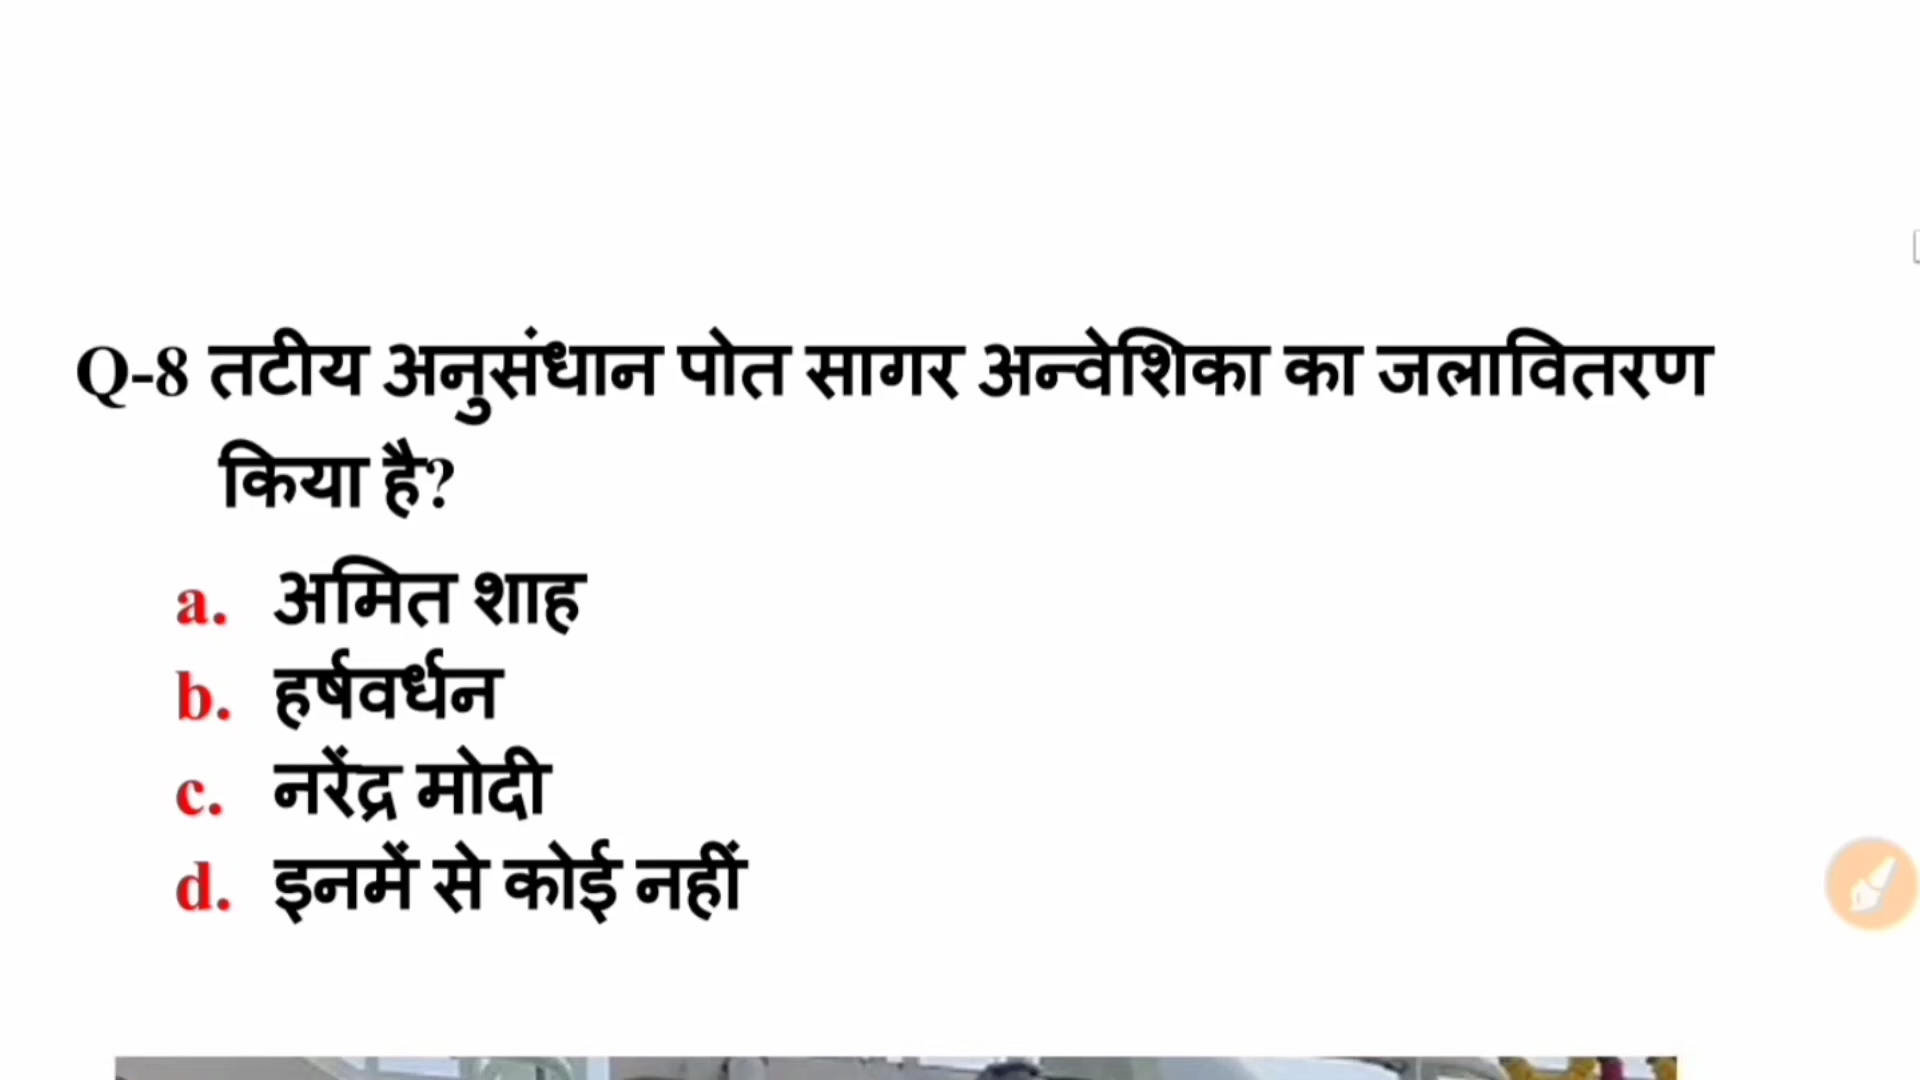 Q-8 तटीय अनुसंधान पोत सागर अन्वेशिका का जलावितरण
किया है?
a. अमित शाह
b. हर्षवर्धन
c. नरेंद्र मोदी
d. इनमें से कोई नहीं